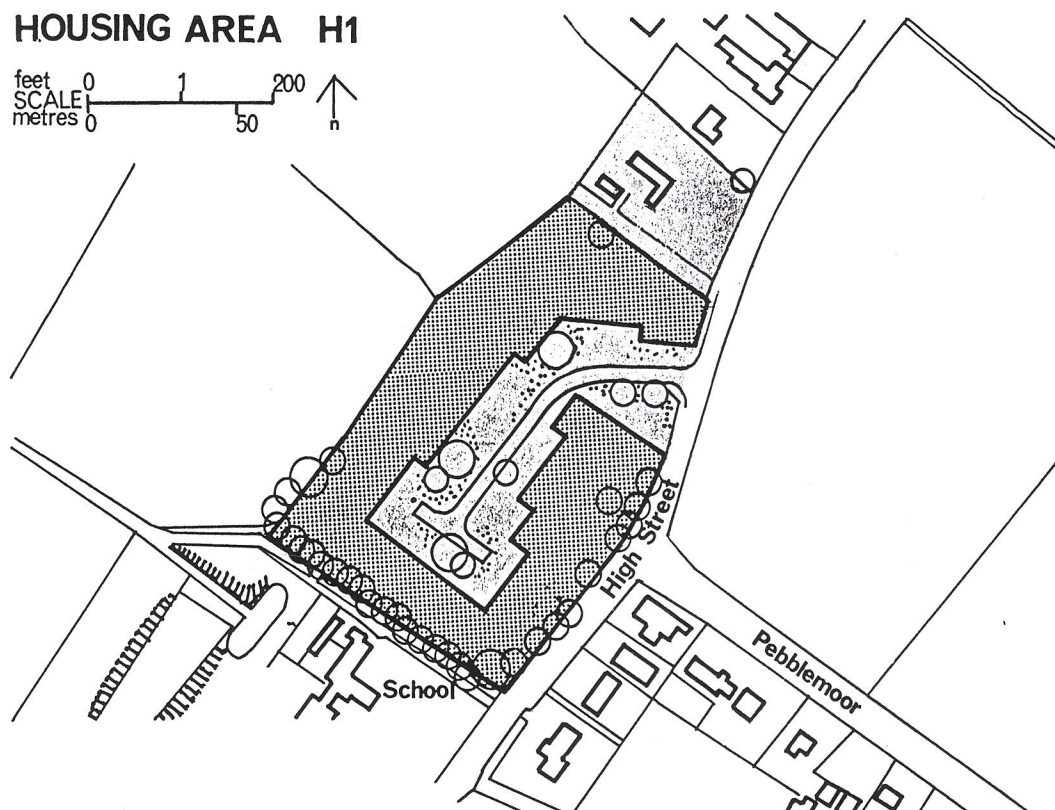 HOUSING AREA H1
feet 0 1 200
SCALE
metres 0 50
n
High Street
Pebblemoor
School